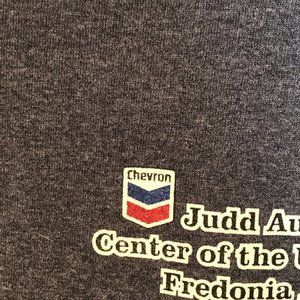 Chevron
Judd Au
Center of the
Fredonia